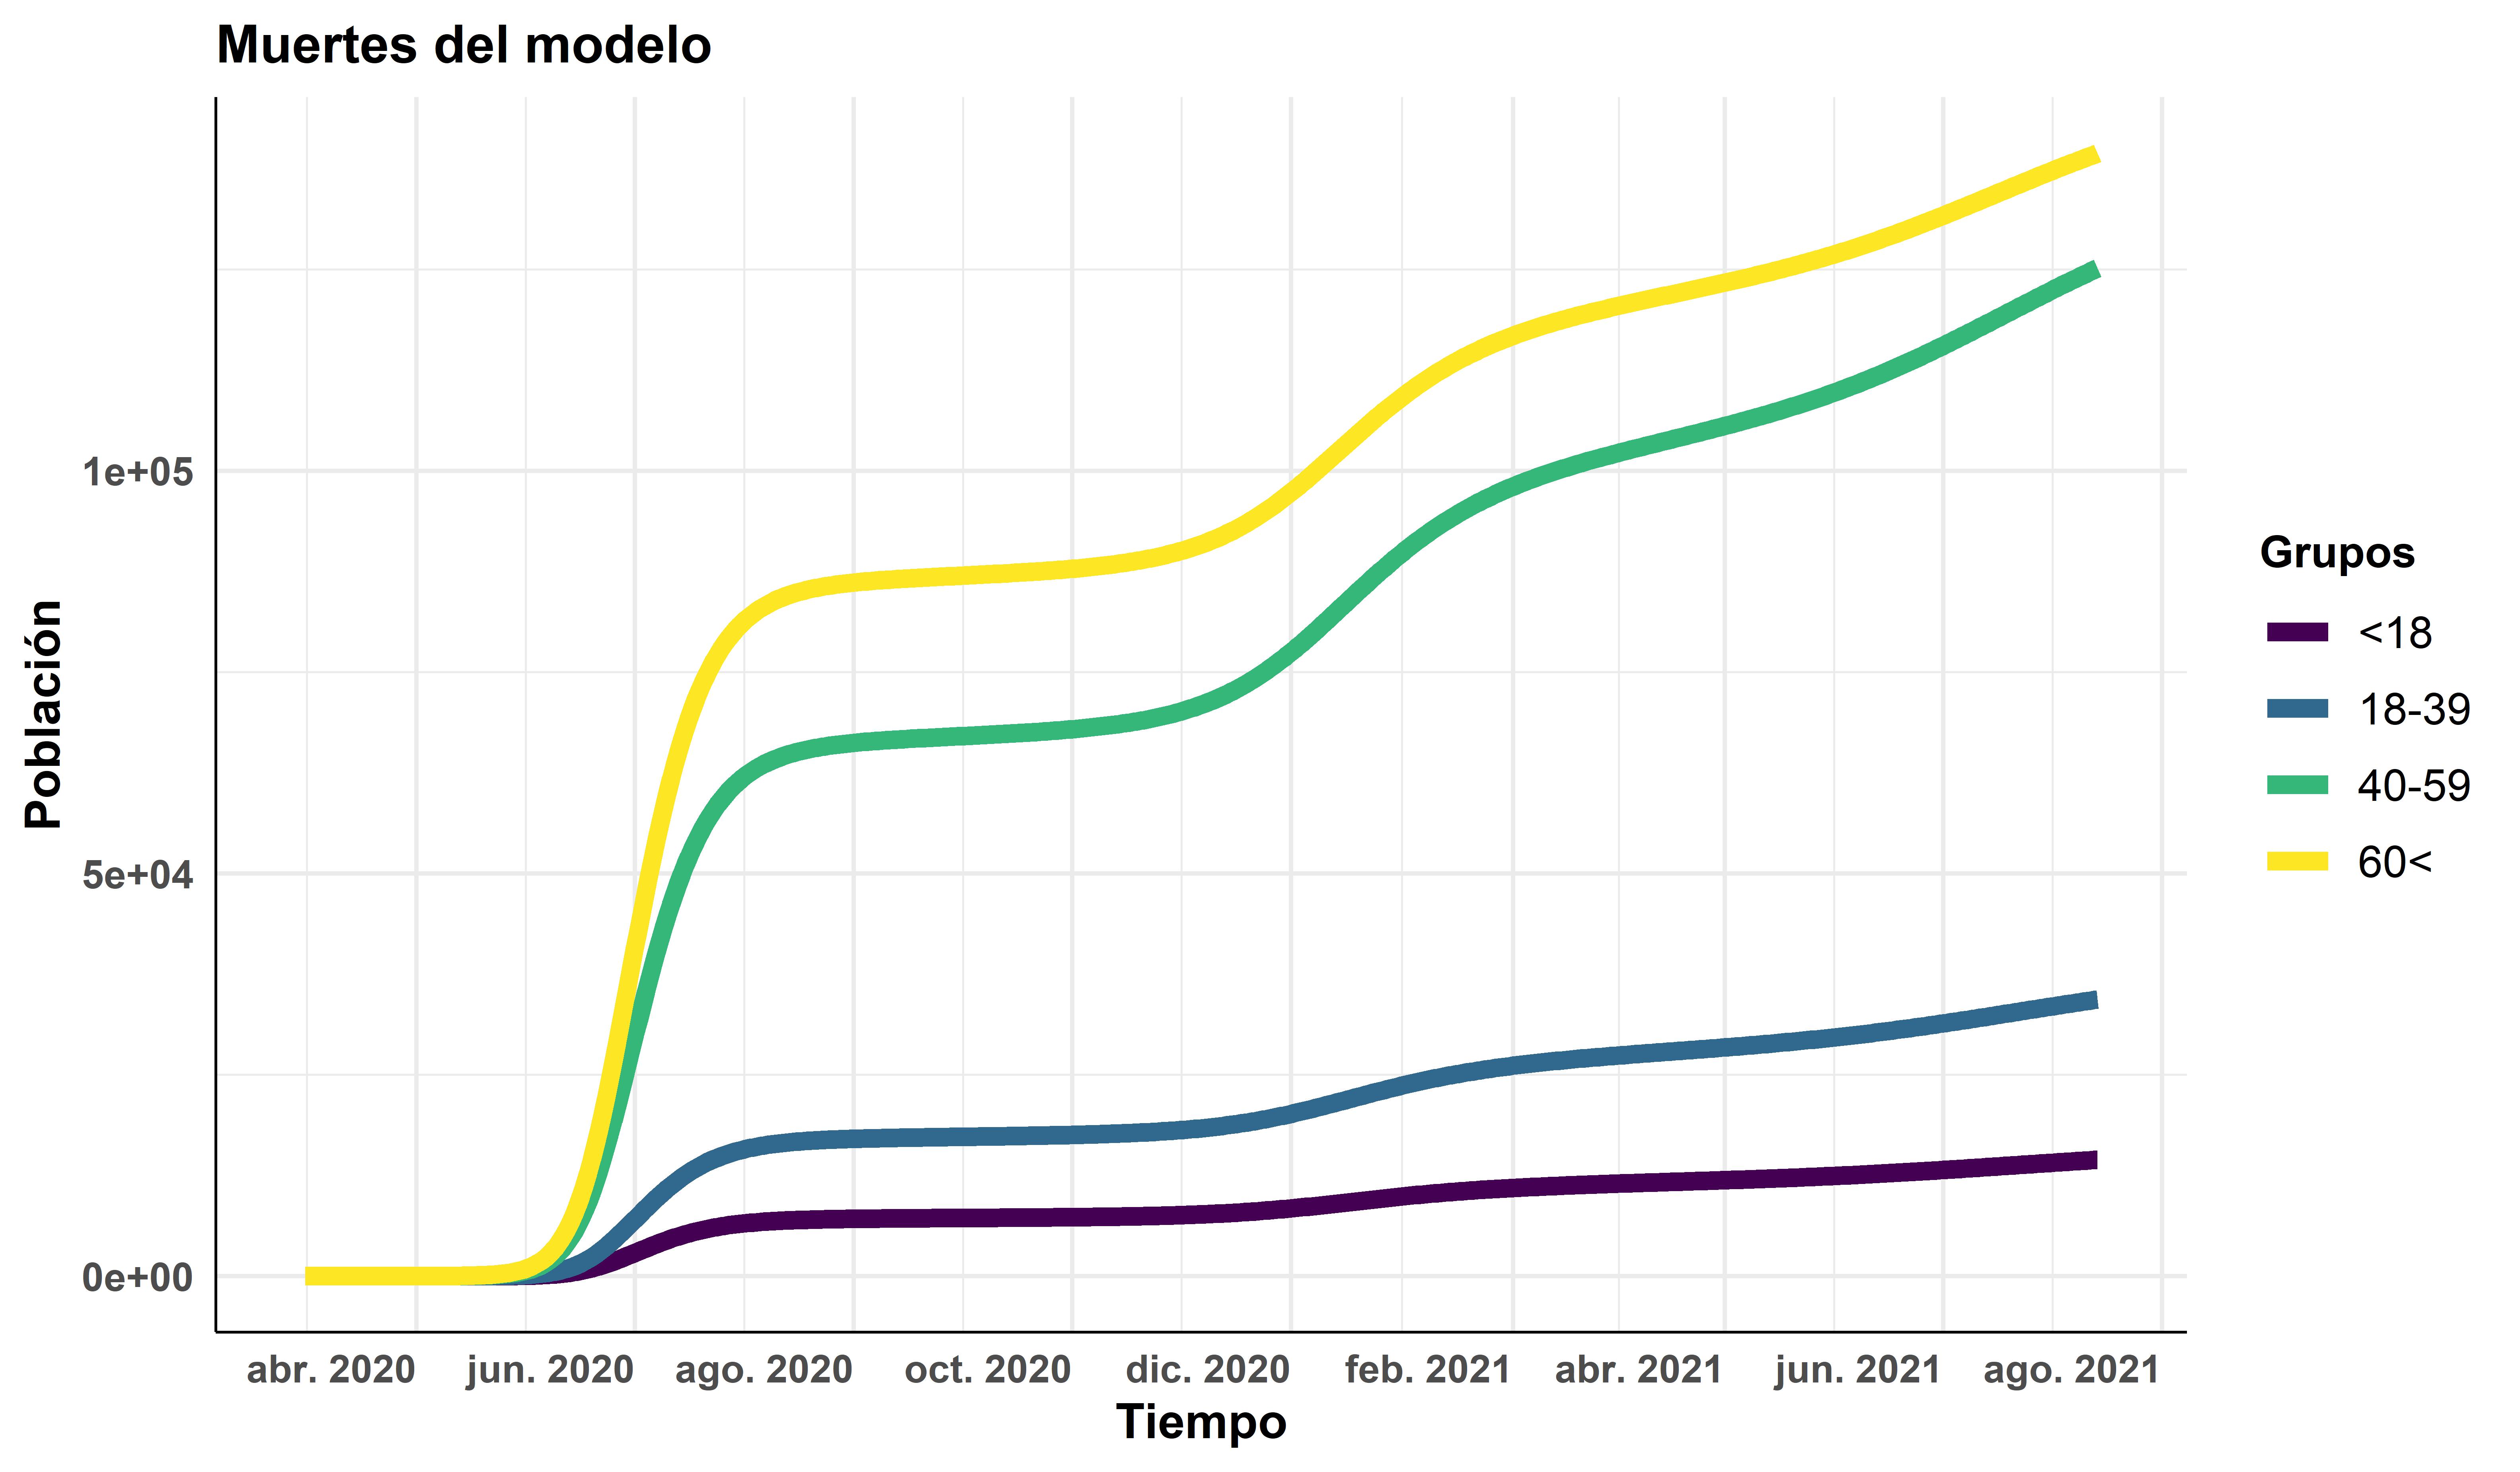 Muertes del modelo
Población
1e+05
5e+04
0e+00
abr. 2020 jun. 2020 ago. 2020 oct. 2020 dic. 2020 feb. 2021 abr. 2021 jun. 2021 ago. 2021
Tiempo
Grupos
<18
18-39
40-59
60<